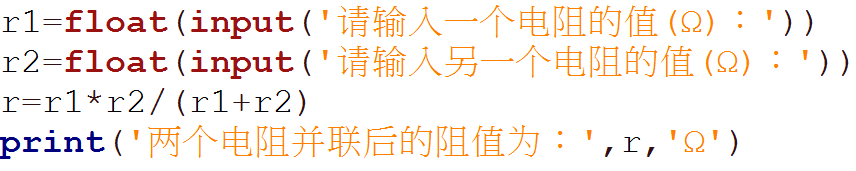 r1=float(input('请输入一个电阻的值(Ω)：'))
r2=float(input('请输入另一个电阻的值(Ω)：'))
r=r1*r2/(r1+r2)
print('两个电阻并联后的阻值为：',r,'Ω')